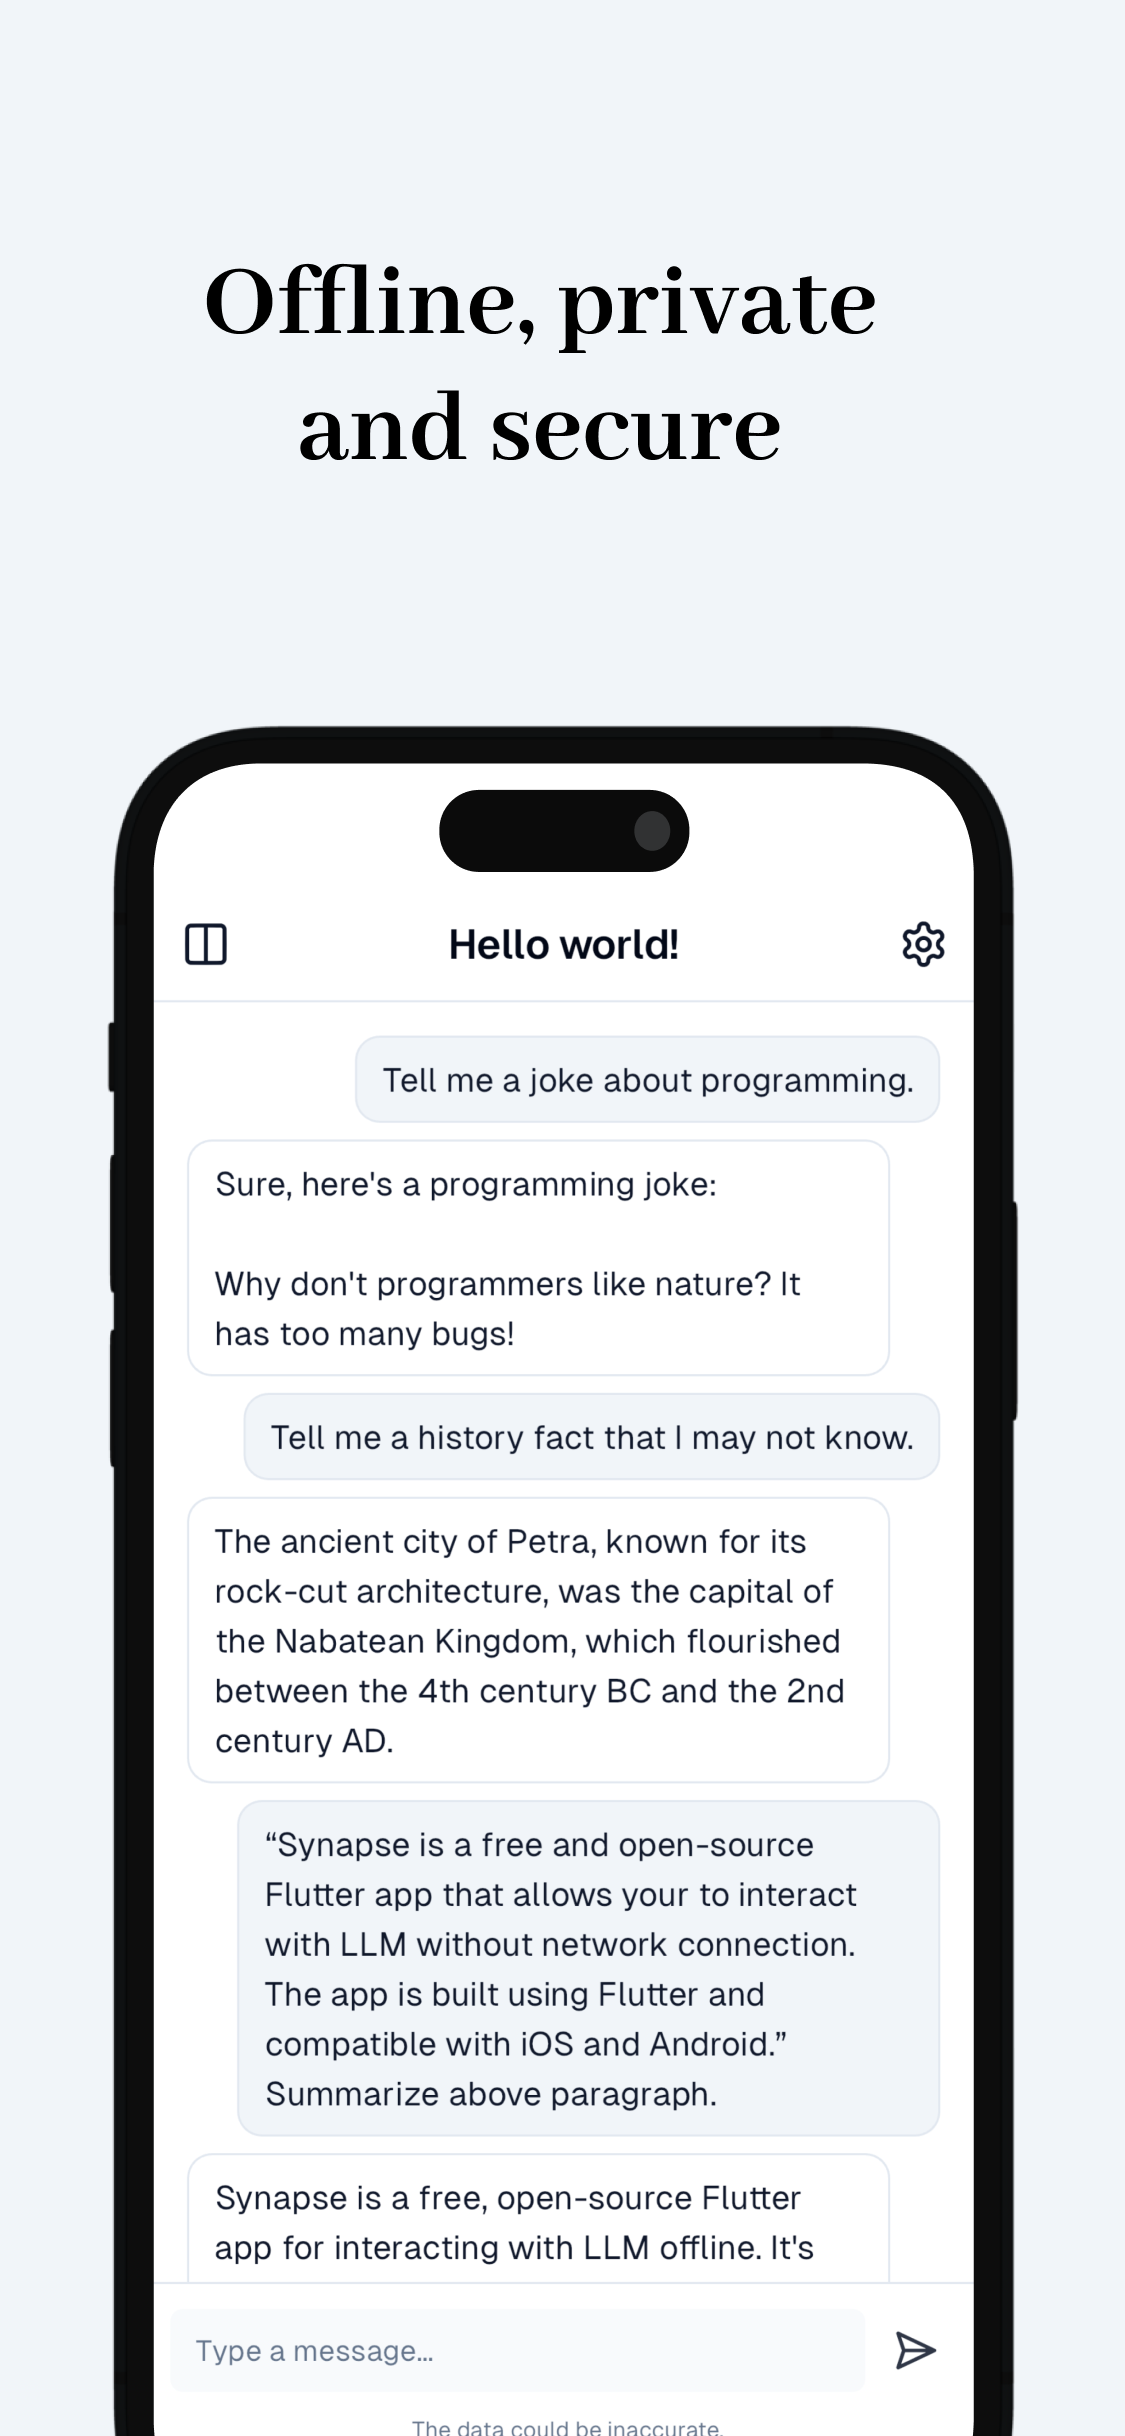 Offline, private
and secure
Hello world!
Tell me a joke about programming.
Sure, here's a programming joke:
Why don't programmers like nature? It
has too many bugs!
Tell me a history fact that I may not know.
The ancient city of Petra, known for its
rock-cut architecture, was the capital of
the Nabatean Kingdom, which flourished
between the 4th century BC and the 2nd
century AD.
“Synapse is a free and open-source
Flutter app that allows your to interact
with LLM without network connection.
The app is built using Flutter and
compatible with iOS and Android.”
Summarize above paragraph.
Synapse is a free, open-source Flutter
app for interacting with LLM offline. It's
Type a message...
The data could be inaccurate.